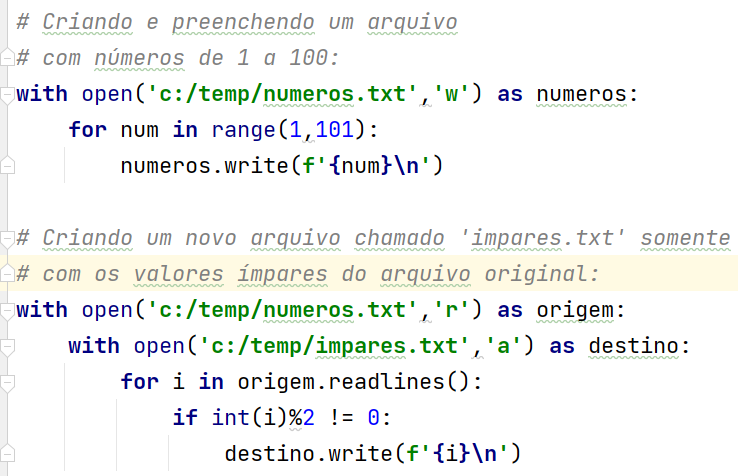 # Criando e preenchendo um arquivo
# com números de 1 a 100:
with open('c:/temp/numeros.txt','w') as numeros:
    for num in range(1,101):
        numeros.write(f'{num}\n')

# Criando um novo arquivo chamado 'impares.txt' somente
# com os valores ímpares do arquivo original:
with open('c:/temp/numeros.txt','r') as origem:
    with open('c:/temp/impares.txt','a') as destino:
        for i in origem.readlines():
            if int(i)%2 != 0:
                destino.write(f'{i}\n')